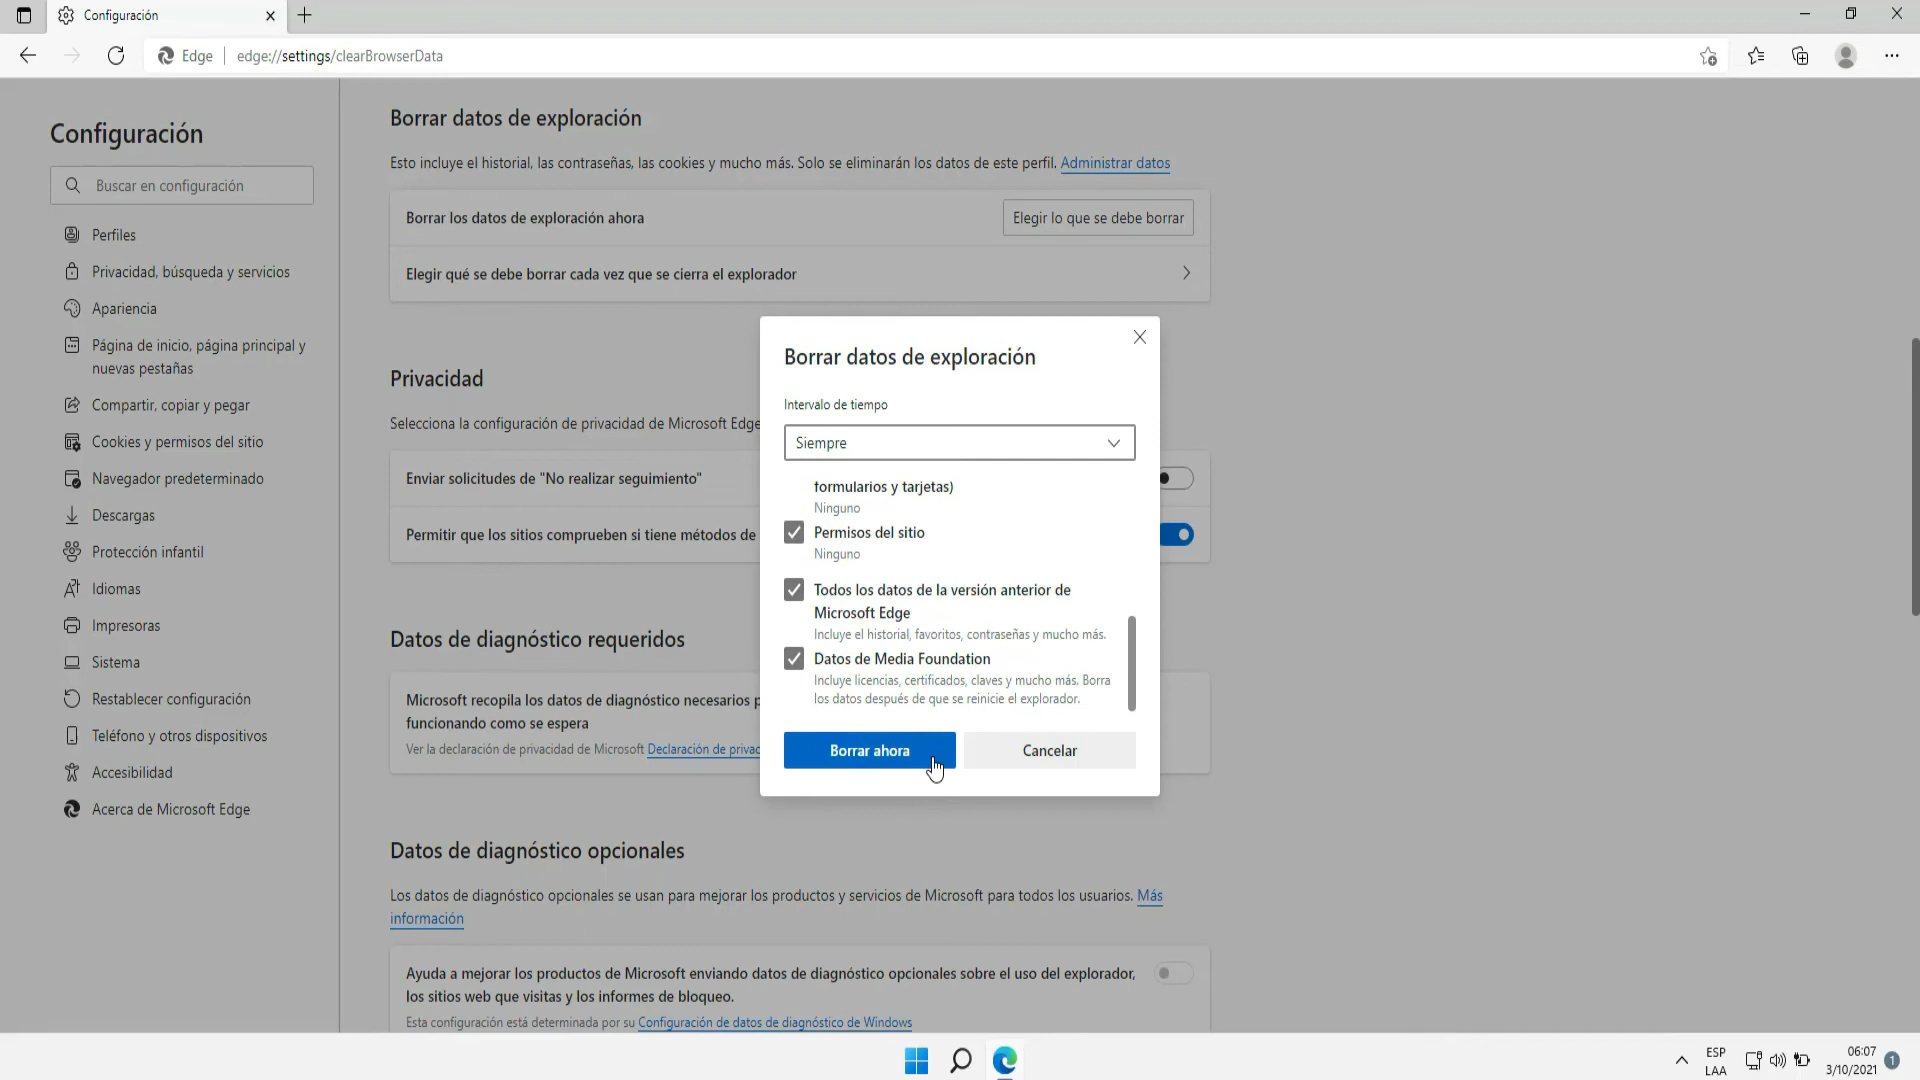 Configuración
Edge
edge://settings/clearBrowserData
Configuración
Buscar en configuración
Perfiles
Privacidad, búsqueda y servicios
Apariencia
Página de inicio, página principal y
nuevas pestañas
Compartir, copiar y pegar
Cookies y permisos del sitio
Navegador predeterminado
Descargas
Protección infantil
Idiomas
Impresoras
Sistema
Restablecer configuración
Teléfono y otros dispositivos
Accesibilidad
Acerca de Microsoft Edge
Borrar datos de exploración
Esto incluye el historial, las contraseñas, las cookies y mucho más. Solo se eliminarán los datos de este perfil. Administrar datos
Borrar los datos de exploración ahora
Elegir lo que se debe borrar
Elegir qué se debe borrar cada vez que se cierra el explorador
Privacidad
Selecciona la configuración de privacidad de Microsoft Edge
Enviar solicitudes de "No realizar seguimiento"
Permitir que los sitios comprueben si tiene métodos de
Datos de diagnóstico requeridos
Microsoft recopila los datos de diagnóstico necesarios
funcionando como se espera
Ver la declaración de privacidad de Microsoft Declaración de privac
Datos de diagnóstico opcionales
Los datos de diagnóstico opcionales se usan para mejorar los productos y servicios de Microsoft para todos los usuarios. Más
información
Ayuda a mejorar los productos de Microsoft enviando datos de diagnóstico opcionales sobre el uso del explorador,
los sitios web que visitas y los informes de bloqueo.
Esta configuración está determinada por su Configuración de datos de diagnóstico de Windows
Borrar datos de exploración
Intervalo de tiempo
Siempre
formularios y tarjetas)
Ninguno
Permisos del sitio
Ninguno
Todos los datos de la versión anterior de
Microsoft Edge
Incluye el historial, favoritos, contraseñas y mucho más.
Datos de Media Foundation
Incluye licencias, certificados, claves y mucho más. Borra
los datos después de que se reinicie el explorador.
Borrar ahora
Cancelar
ESP
LAA
06:07
3/10/2021
1